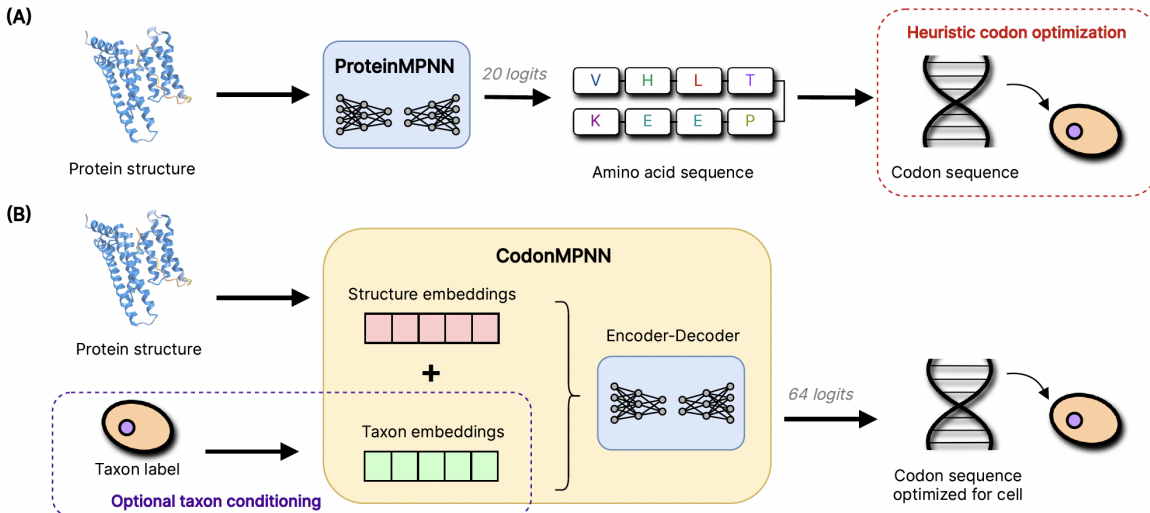 (A)
Heuristic codon optimization
ProteinMPNN
20 logits
V H L T
K E E P
Protein structure
Amino acid sequence
Codon sequence
(B)
CodonMPNN
Structure embeddings
Encoder-Decoder
+
Protein structure
64 logits
Taxon embeddings
Taxon label
Optional taxon conditioning
Codon sequence
optimized for cell